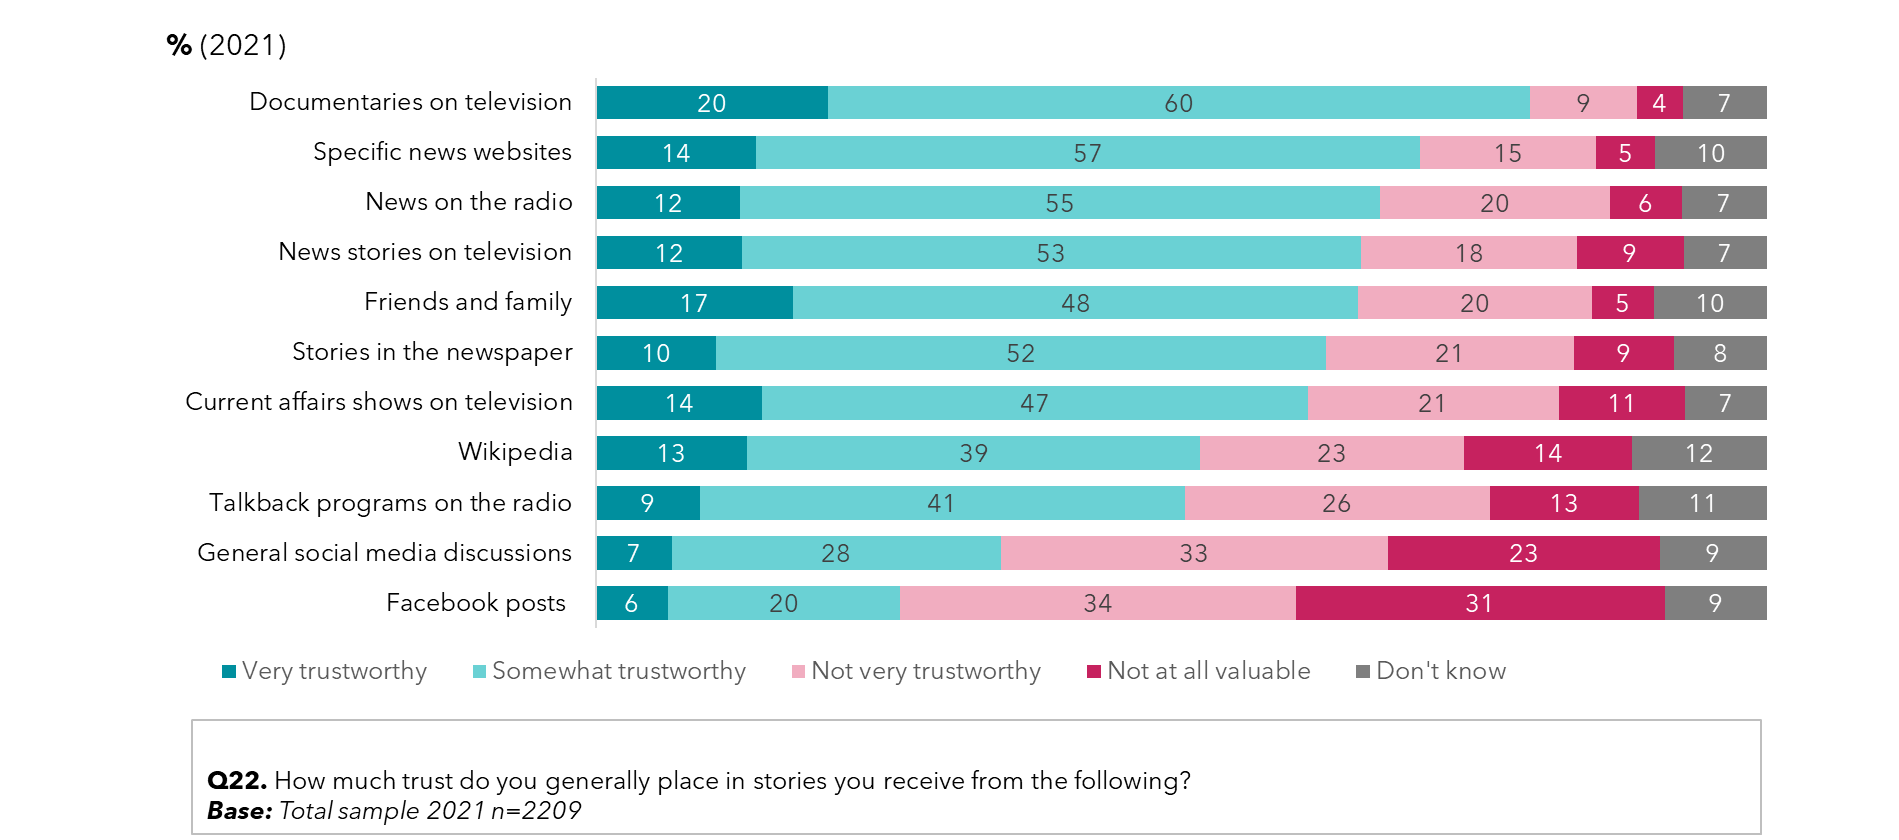 % (2021)
Documentaries on television 20 60 9 4 7
Specific news websites 14 57 15 5 10
News on the radio 12 55 20 6 7
News stories on television 12 53 18 9 7
Friends and family 17 48 20 5 10
Stories in the newspaper 10 52 21 9 8
Current affairs shows on television 14 47 21 11 7
Wikipedia 13 39 23 14 12
Talkback programs on the radio 9 41 26 13 11
General social media discussions 7 28 33 23 9
Facebook posts 6 20 34 31 9
Very trustworthy Somewhat trustworthy Not very trustworthy Not at all valuable Don't know
Q22. How much trust do you generally place in stories you receive from the following?
Base: Total sample 2021 n=2209